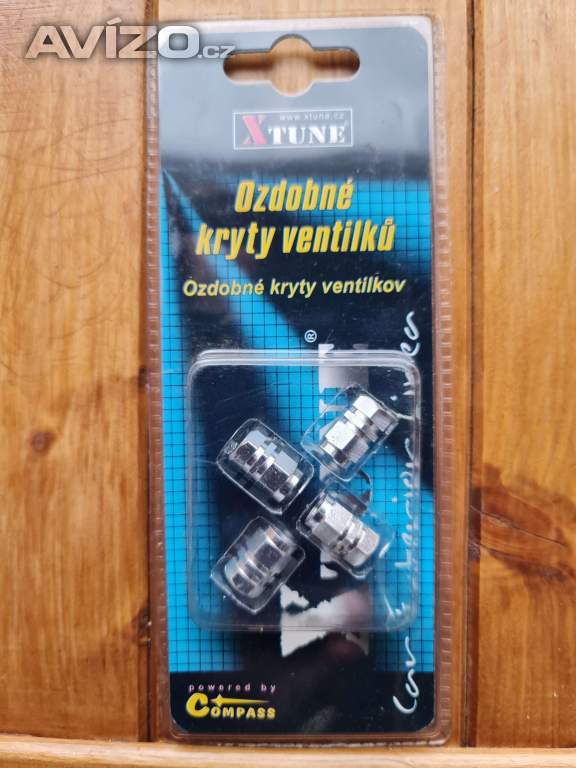 AVÍZO.cz
www.xtune.cz
XTUNE
Ozdobné
kryty ventilků
Ozdobné kryty ventilkov
®
powered by
COMPASS